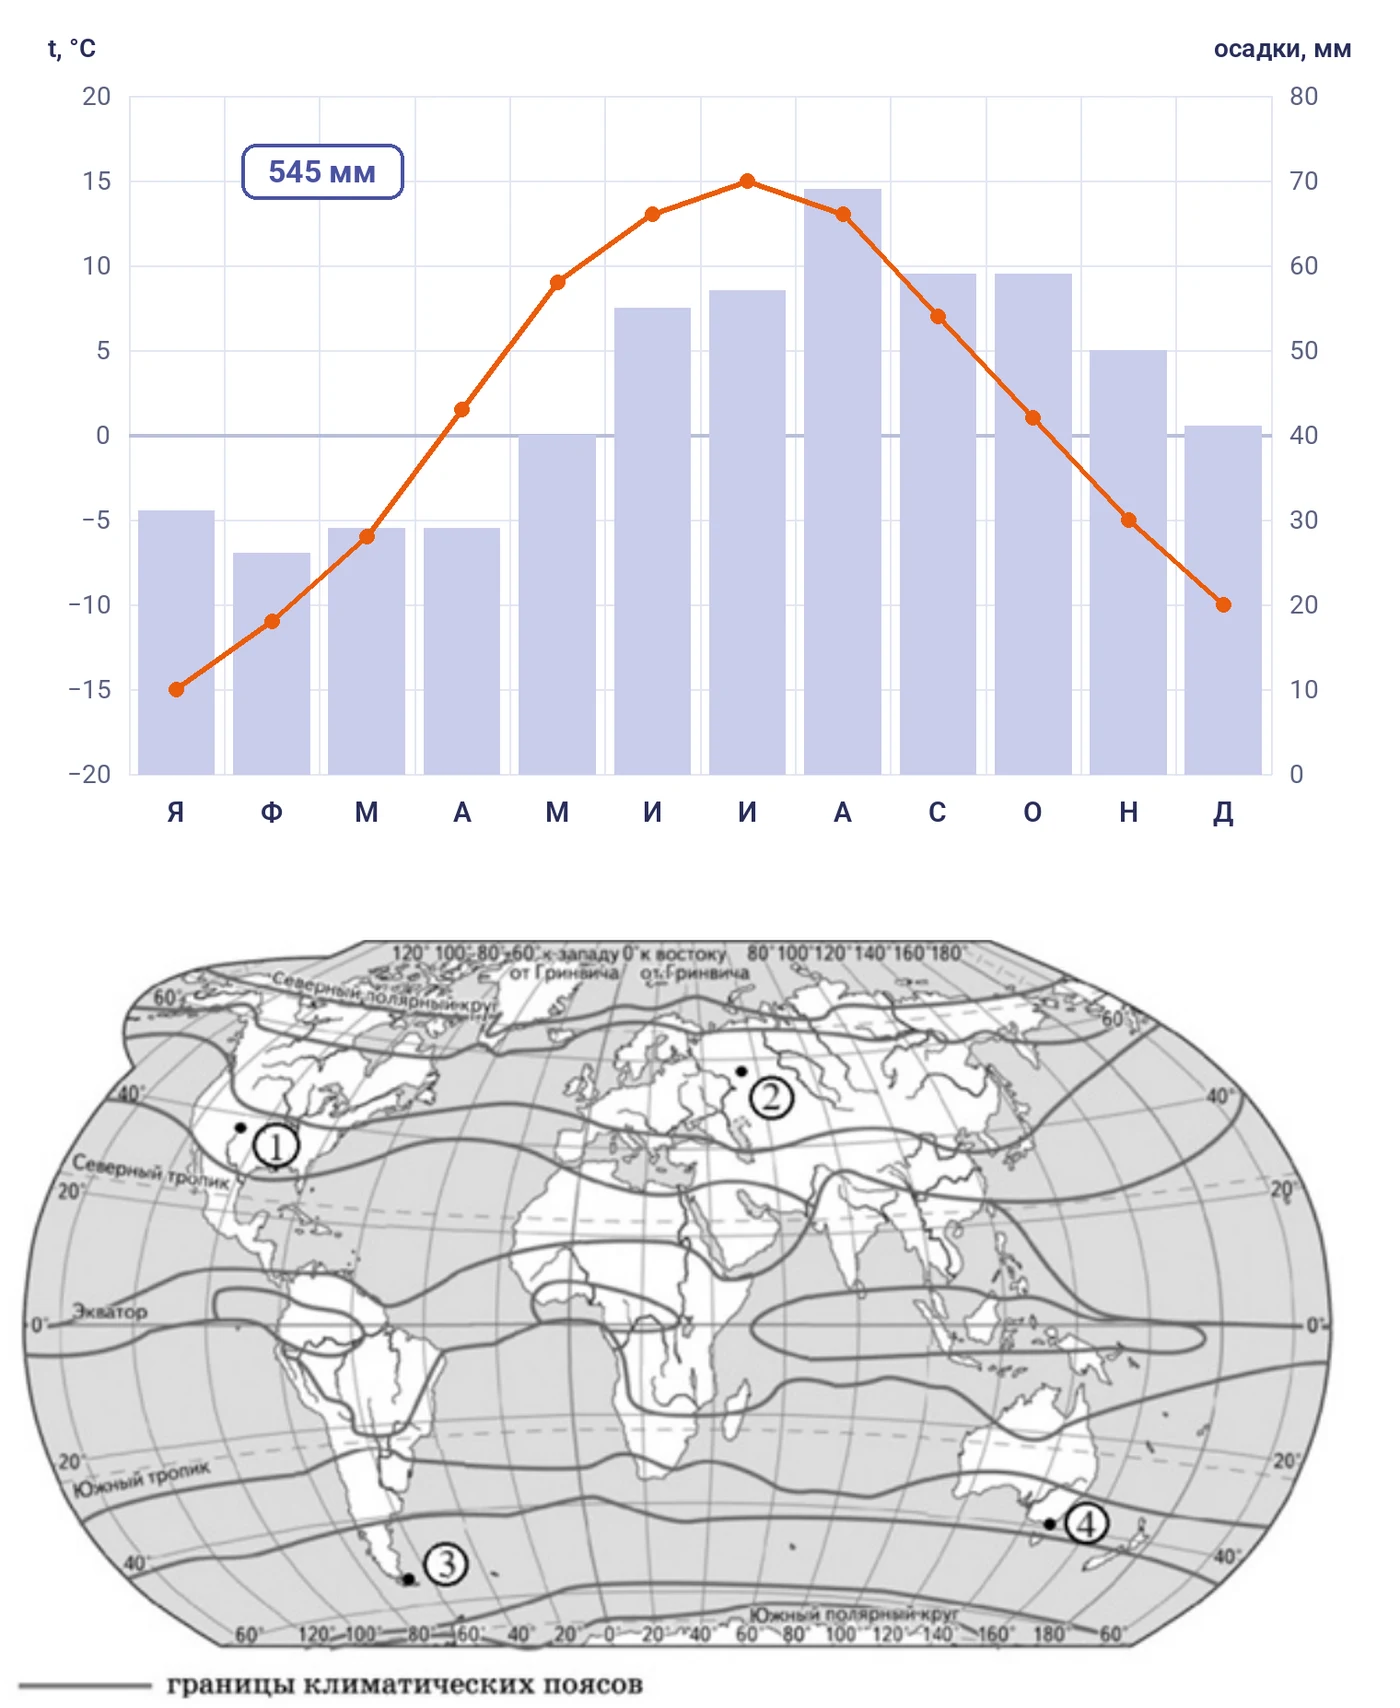 t, °C осадки, мм
20 80
545 мм
15 70
10 60
5 50
0 40
−5 30
−10 20
−15 10
−20 0
Я Ф М А М И И А С О Н Д
120° 100° 80° 60° к западу 0° к востоку 80° 100° 120° 140° 160° 180°
от Гринвича от Гринвича
Северный полярный круг
60° 60°
2
40° 40°
1
Северный тропик
20° 20°
Экватор
0° 0°
20° 20°
Южный тропик
4
40° 3 40°
Южный полярный круг
60° 120° 100° 80° 60° 40° 20° 0° 20° 40° 60° 80° 100° 120° 140° 160° 180° 60°
границы климатических поясов